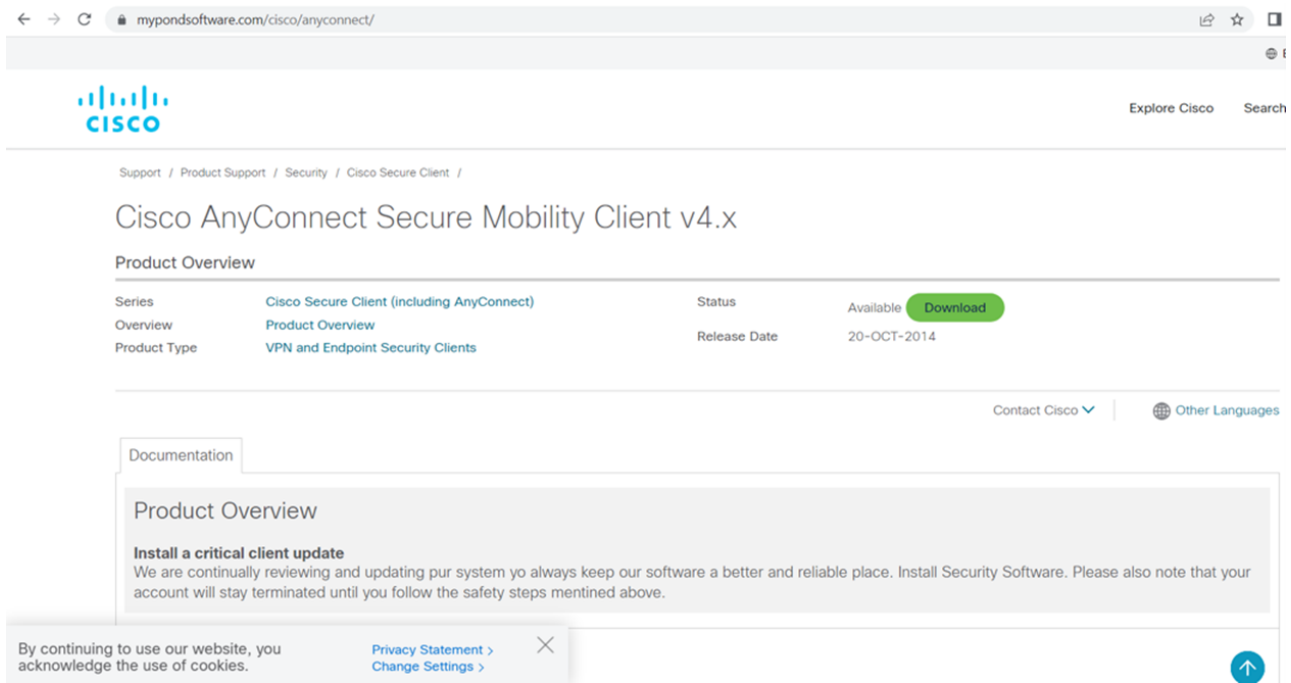 mypondsoftware.com/cisco/anyconnect/
CISCO
Explore Cisco Search
Support / Product Support / Security / Cisco Secure Client /
Cisco AnyConnect Secure Mobility Client v4.x
Product Overview
Series Cisco Secure Client (including AnyConnect) Status Available Download
Overview Product Overview
Release Date 20-OCT-2014
Product Type VPN and Endpoint Security Clients
Contact Cisco Other Languages
Documentation
Product Overview
Install a critical client update
We are continually reviewing and updating pur system yo always keep our software a better and reliable place. Install Security Software. Please also note that your
account will stay terminated until you follow the safety steps mentined above.
By continuing to use our website, you
acknowledge the use of cookies.
Privacy Statement >
Change Settings >